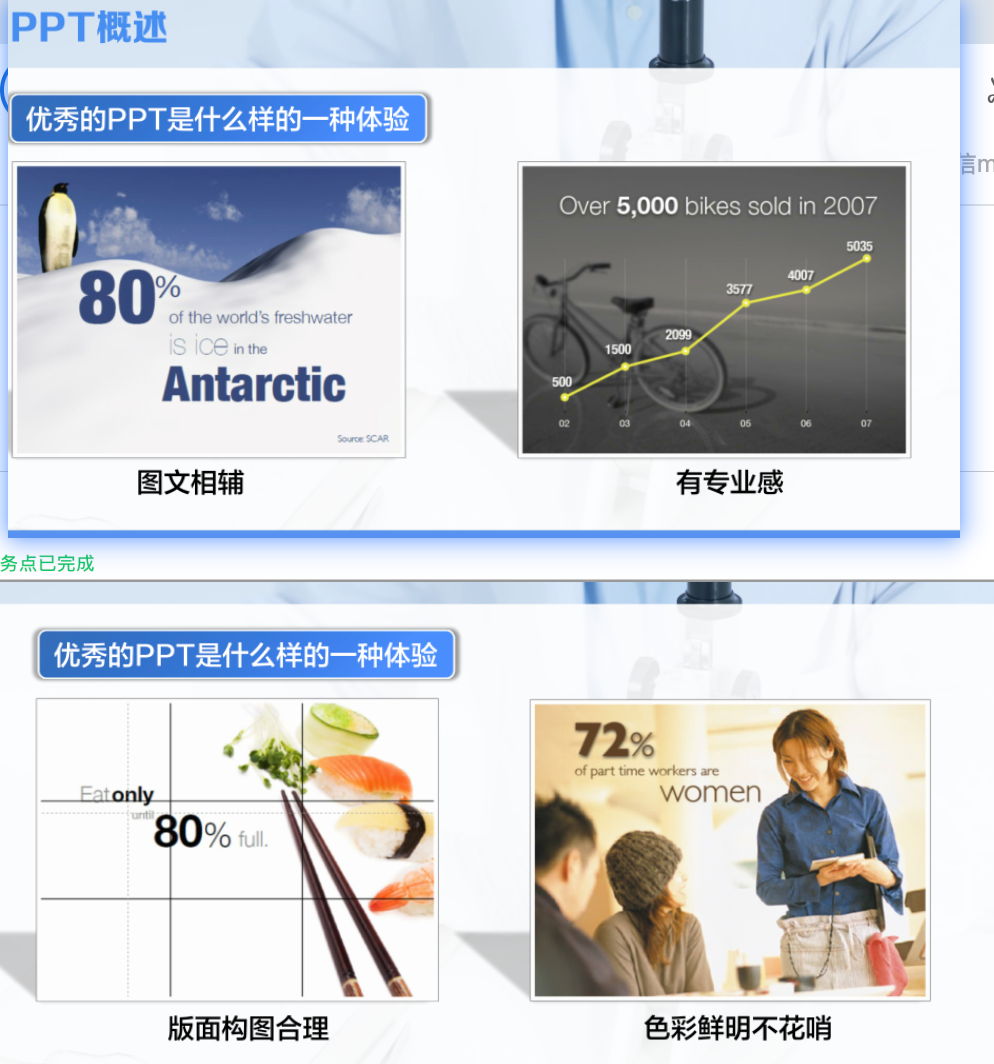 PPT概述
优秀的PPT是什么样的一种体验
80%
of the world's freshwater
is ice in the
Antarctic
Source: SCAR
图文相辅
Over 5,000 bikes sold in 2007
5035
4007
3577
2099
1500
500
02 03 04 05 06 07
有专业感
信m
务点已完成
优秀的PPT是什么样的一种体验
Eat only
until
80% full.
版面构图合理
72%
of part time workers are
women
色彩鲜明不花哨